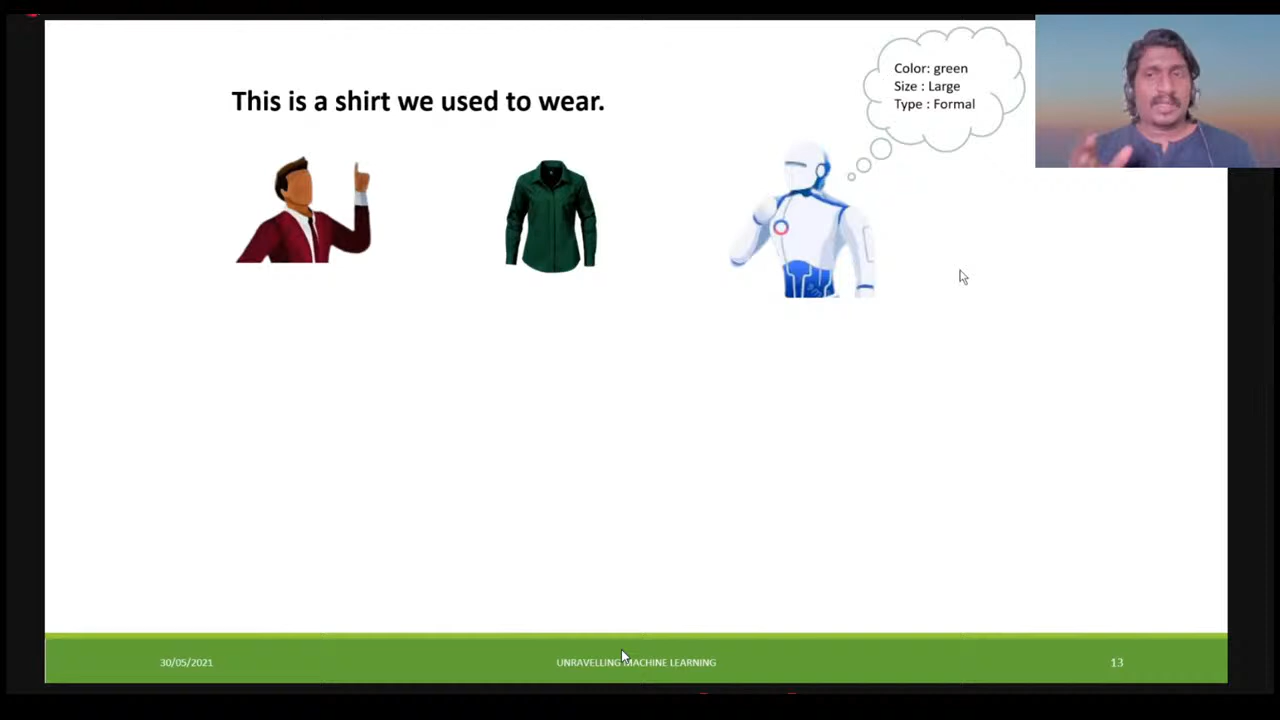 This is a shirt we used to wear.
Color: green
Size : Large
Type : Formal
30/05/2021
UNRAVELLING MACHINE LEARNING
13